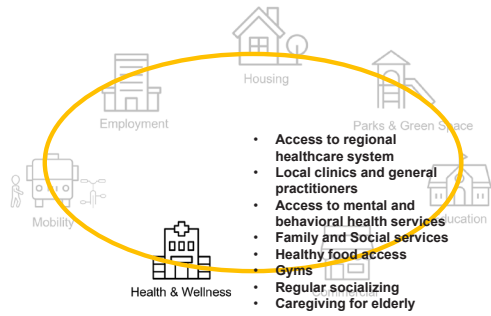 Housing
Employment
Parks & Green Space
• Access to regional
healthcare system
• Local clinics and general
practitioners
• Access to mental and
behavioral health services
Mobility
Education
• Family and Social services
• Healthy food access
• Gyms
Health & Wellness
Commercial
• Regular socializing
• Caregiving for elderly